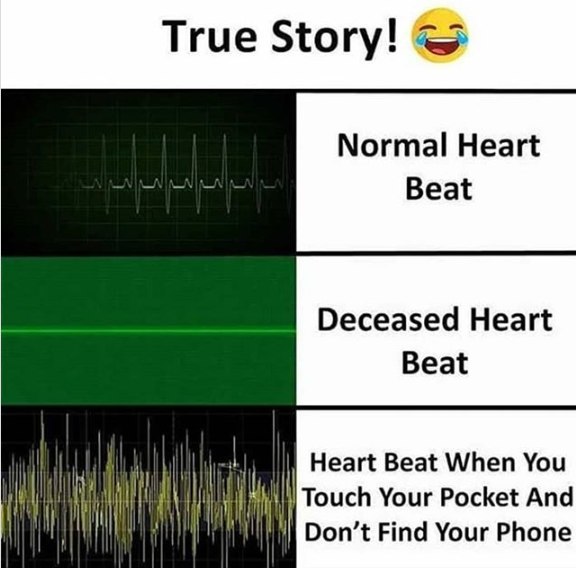 True Story! 😂
Normal Heart
Beat
Deceased Heart
Beat
Heart Beat When You
Touch Your Pocket And
Don't Find Your Phone